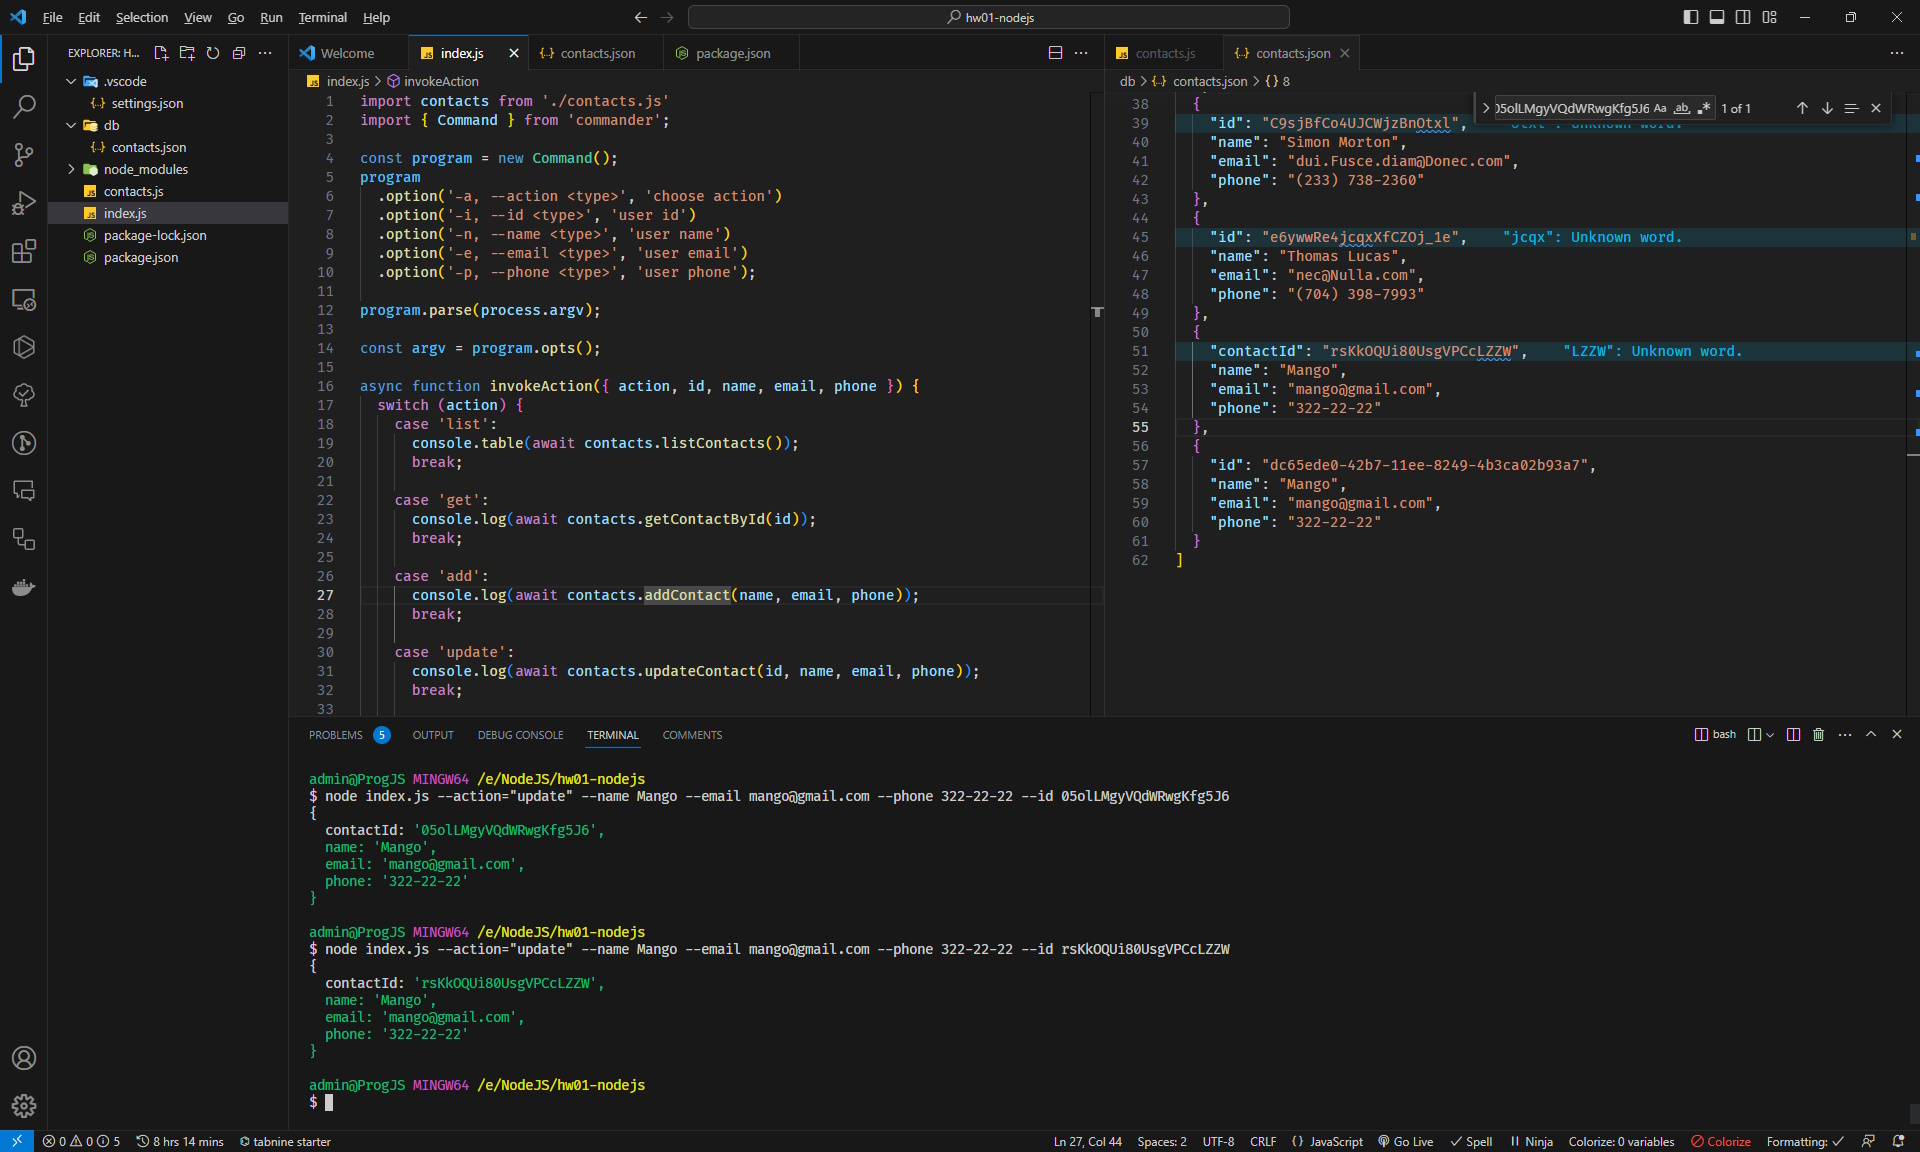 File Edit Selection View Go Run Terminal Help
hw01-nodejs
EXPLORER: H...
.vscode
settings.json
db
contacts.json
node_modules
contacts.js
index.js
package-lock.json
package.json
Welcome index.js contacts.json package.json
index.js > invokeAction
1 import contacts from './contacts.js'
2 import { Command } from 'commander';
3
4 const program = new Command();
5 program
6 .option('-a, --action <type>', 'choose action')
7 .option('-i, --id <type>', 'user id')
8 .option('-n, --name <type>', 'user name')
9 .option('-e, --email <type>', 'user email')
10 .option('-p, --phone <type>', 'user phone');
11
12 program.parse(process.argv);
13
14 const argv = program.opts();
15
16 async function invokeAction({ action, id, name, email, phone }) {
17 switch (action) {
18 case 'list':
19 console.table(await contacts.listContacts());
20 break;
21
22 case 'get':
23 console.log(await contacts.getContactById(id));
24 break;
25
26 case 'add':
27 console.log(await contacts.addContact(name, email, phone));
28 break;
29
30 case 'update':
31 console.log(await contacts.updateContact(id, name, email, phone));
32 break;
33
contacts.js contacts.json
db > contacts.json > {} 8
05olLMgyVQdWRwgKfg5J6 Aa ab .* 1 of 1
38 {
39 "id": "C9sjBfCo4UJCWjzBnOtxl", "Otxl": Unknown word.
40 "name": "Simon Morton",
41 "email": "dui.Fusce.diam@Donec.com",
42 "phone": "(233) 738-2360"
43 },
44 {
45 "id": "e6ywwRe4jcqxXfCZOj_1e", "jcqx": Unknown word.
46 "name": "Thomas Lucas",
47 "email": "nec@Nulla.com",
48 "phone": "(704) 398-7993"
49 },
50 {
51 "contactId": "rsKkOQUi80UsgVPCcLZZW", "LZZW": Unknown word.
52 "name": "Mango",
53 "email": "mango@gmail.com",
54 "phone": "322-22-22"
55 },
56 {
57 "id": "dc65ede0-42b7-11ee-8249-4b3ca02b93a7",
58 "name": "Mango",
59 "email": "mango@gmail.com",
60 "phone": "322-22-22"
61 }
62 ]
PROBLEMS 5 OUTPUT DEBUG CONSOLE TERMINAL COMMENTS
bash
admin@ProgJS MINGW64 /e/NodeJS/hw01-nodejs
$ node index.js --action="update" --name Mango --email mango@gmail.com --phone 322-22-22 --id 05olLMgyVQdWRwgKfg5J6
{
contactId: '05olLMgyVQdWRwgKfg5J6',
name: 'Mango',
email: 'mango@gmail.com',
phone: '322-22-22'
}
admin@ProgJS MINGW64 /e/NodeJS/hw01-nodejs
$ node index.js --action="update" --name Mango --email mango@gmail.com --phone 322-22-22 --id rsKkOQUi80UsgVPCcLZZW
{
contactId: 'rsKkOQUi80UsgVPCcLZZW',
name: 'Mango',
email: 'mango@gmail.com',
phone: '322-22-22'
}
admin@ProgJS MINGW64 /e/NodeJS/hw01-nodejs
$
0 0 5 8 hrs 14 mins tabnine starter
Ln 27, Col 44 Spaces: 2 UTF-8 CRLF {} JavaScript Go Live Spell Ninja Colorize: 0 variables Colorize Formatting: